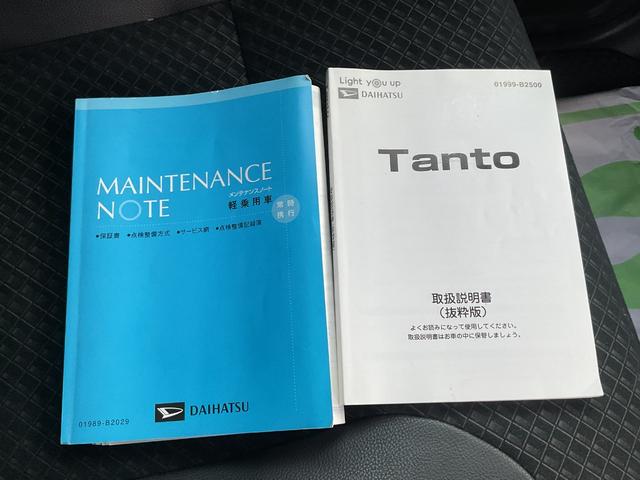 MAINTENANCE
NOTE
メンテナンスノート
軽乗用車
常時
携行
●保証書 ●点検整備方式 ●サービス網 ●点検整備記録簿
DAIHATSU
01989-B2029
Light you up
DAIHATSU
01999-B2500
Tanto
取扱説明書
(抜粋版)
よくお読みになって使用してください。
取扱説明書はお車の中に保管しましょう。